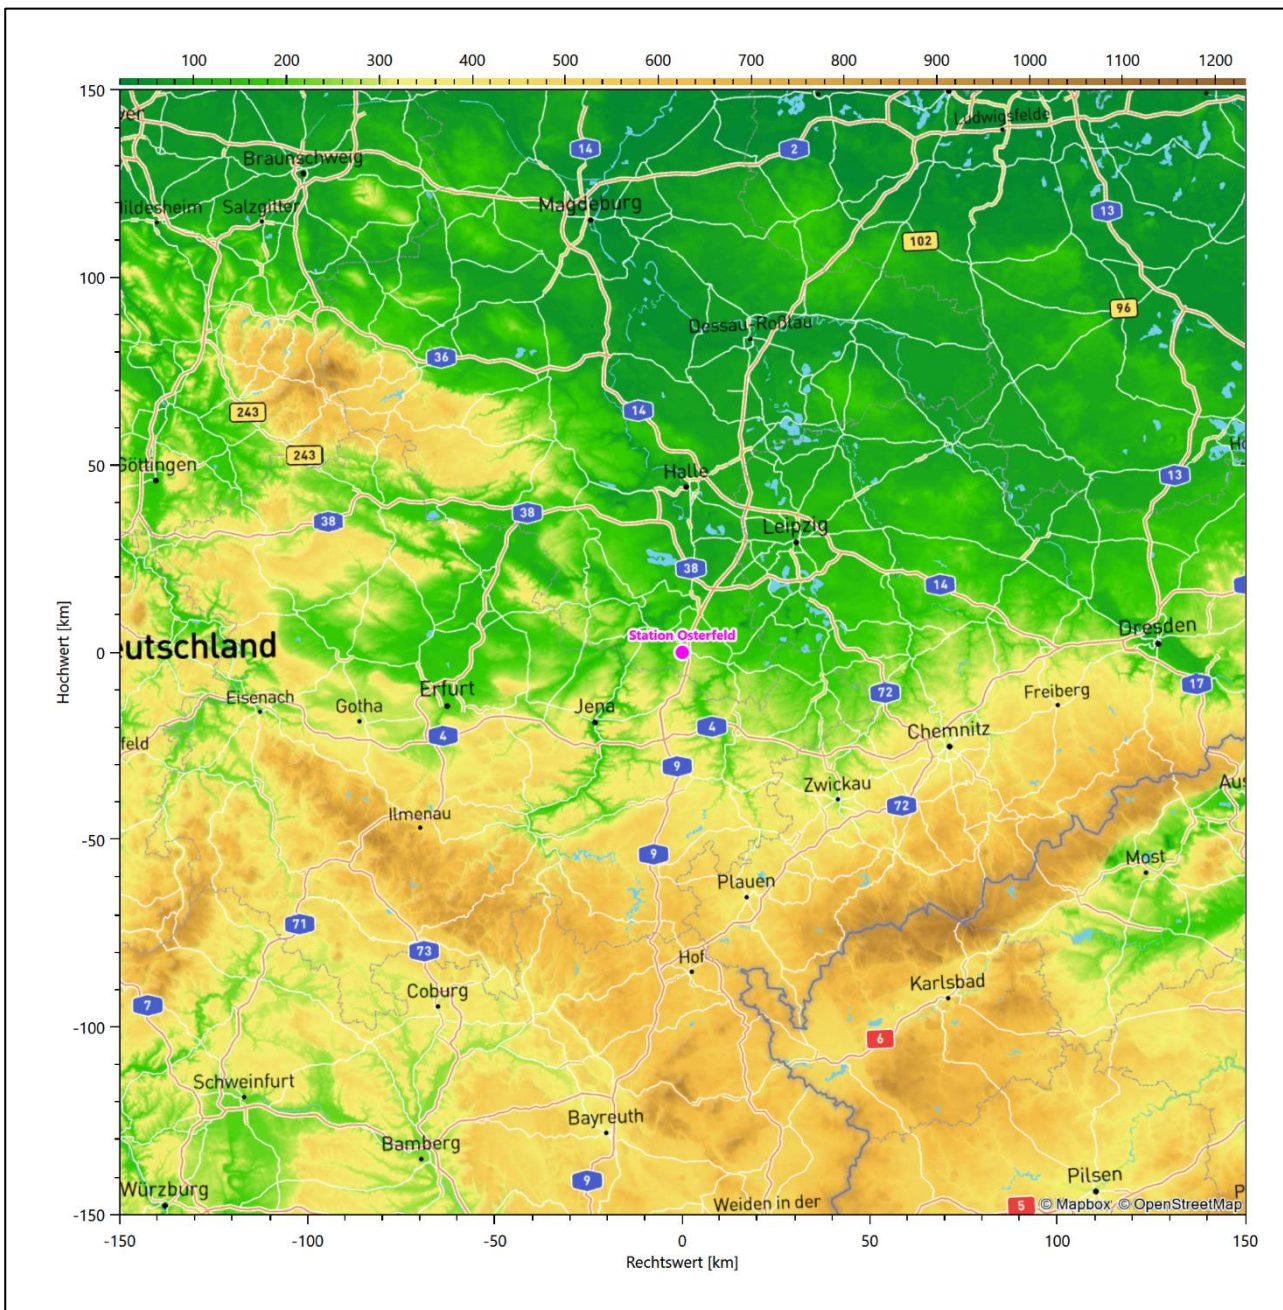 100 200 300 400 500 600 700 800 900 1000 1100 1200
150
Ludwigsfelde
14 2
Braunschweig
Salzgitter Magdeburg
13
102
100
96
Dessau-Roßlau
36
14
243
243
50 Göttingen Halle
13
38 38 Leipzig
38
14
Station Osterfeld
Dresden
0
Hochwert [km]
17
Erfurt 72 Freiberg
Eisenach Gotha Jena
4 4 Chemnitz
9
Zwickau
72
Ilmenau
-50
9 Most
Plauen
71
73 Hof
Karlsbad
Coburg
7
-100
6
Schweinfurt
Bayreuth
Bamberg
Pilsen
9
Würzburg
Weiden in der
5 © Mapbox © OpenStreetMap
-150
-150 -100 -50 0 50 100 150
Rechtswert [km]